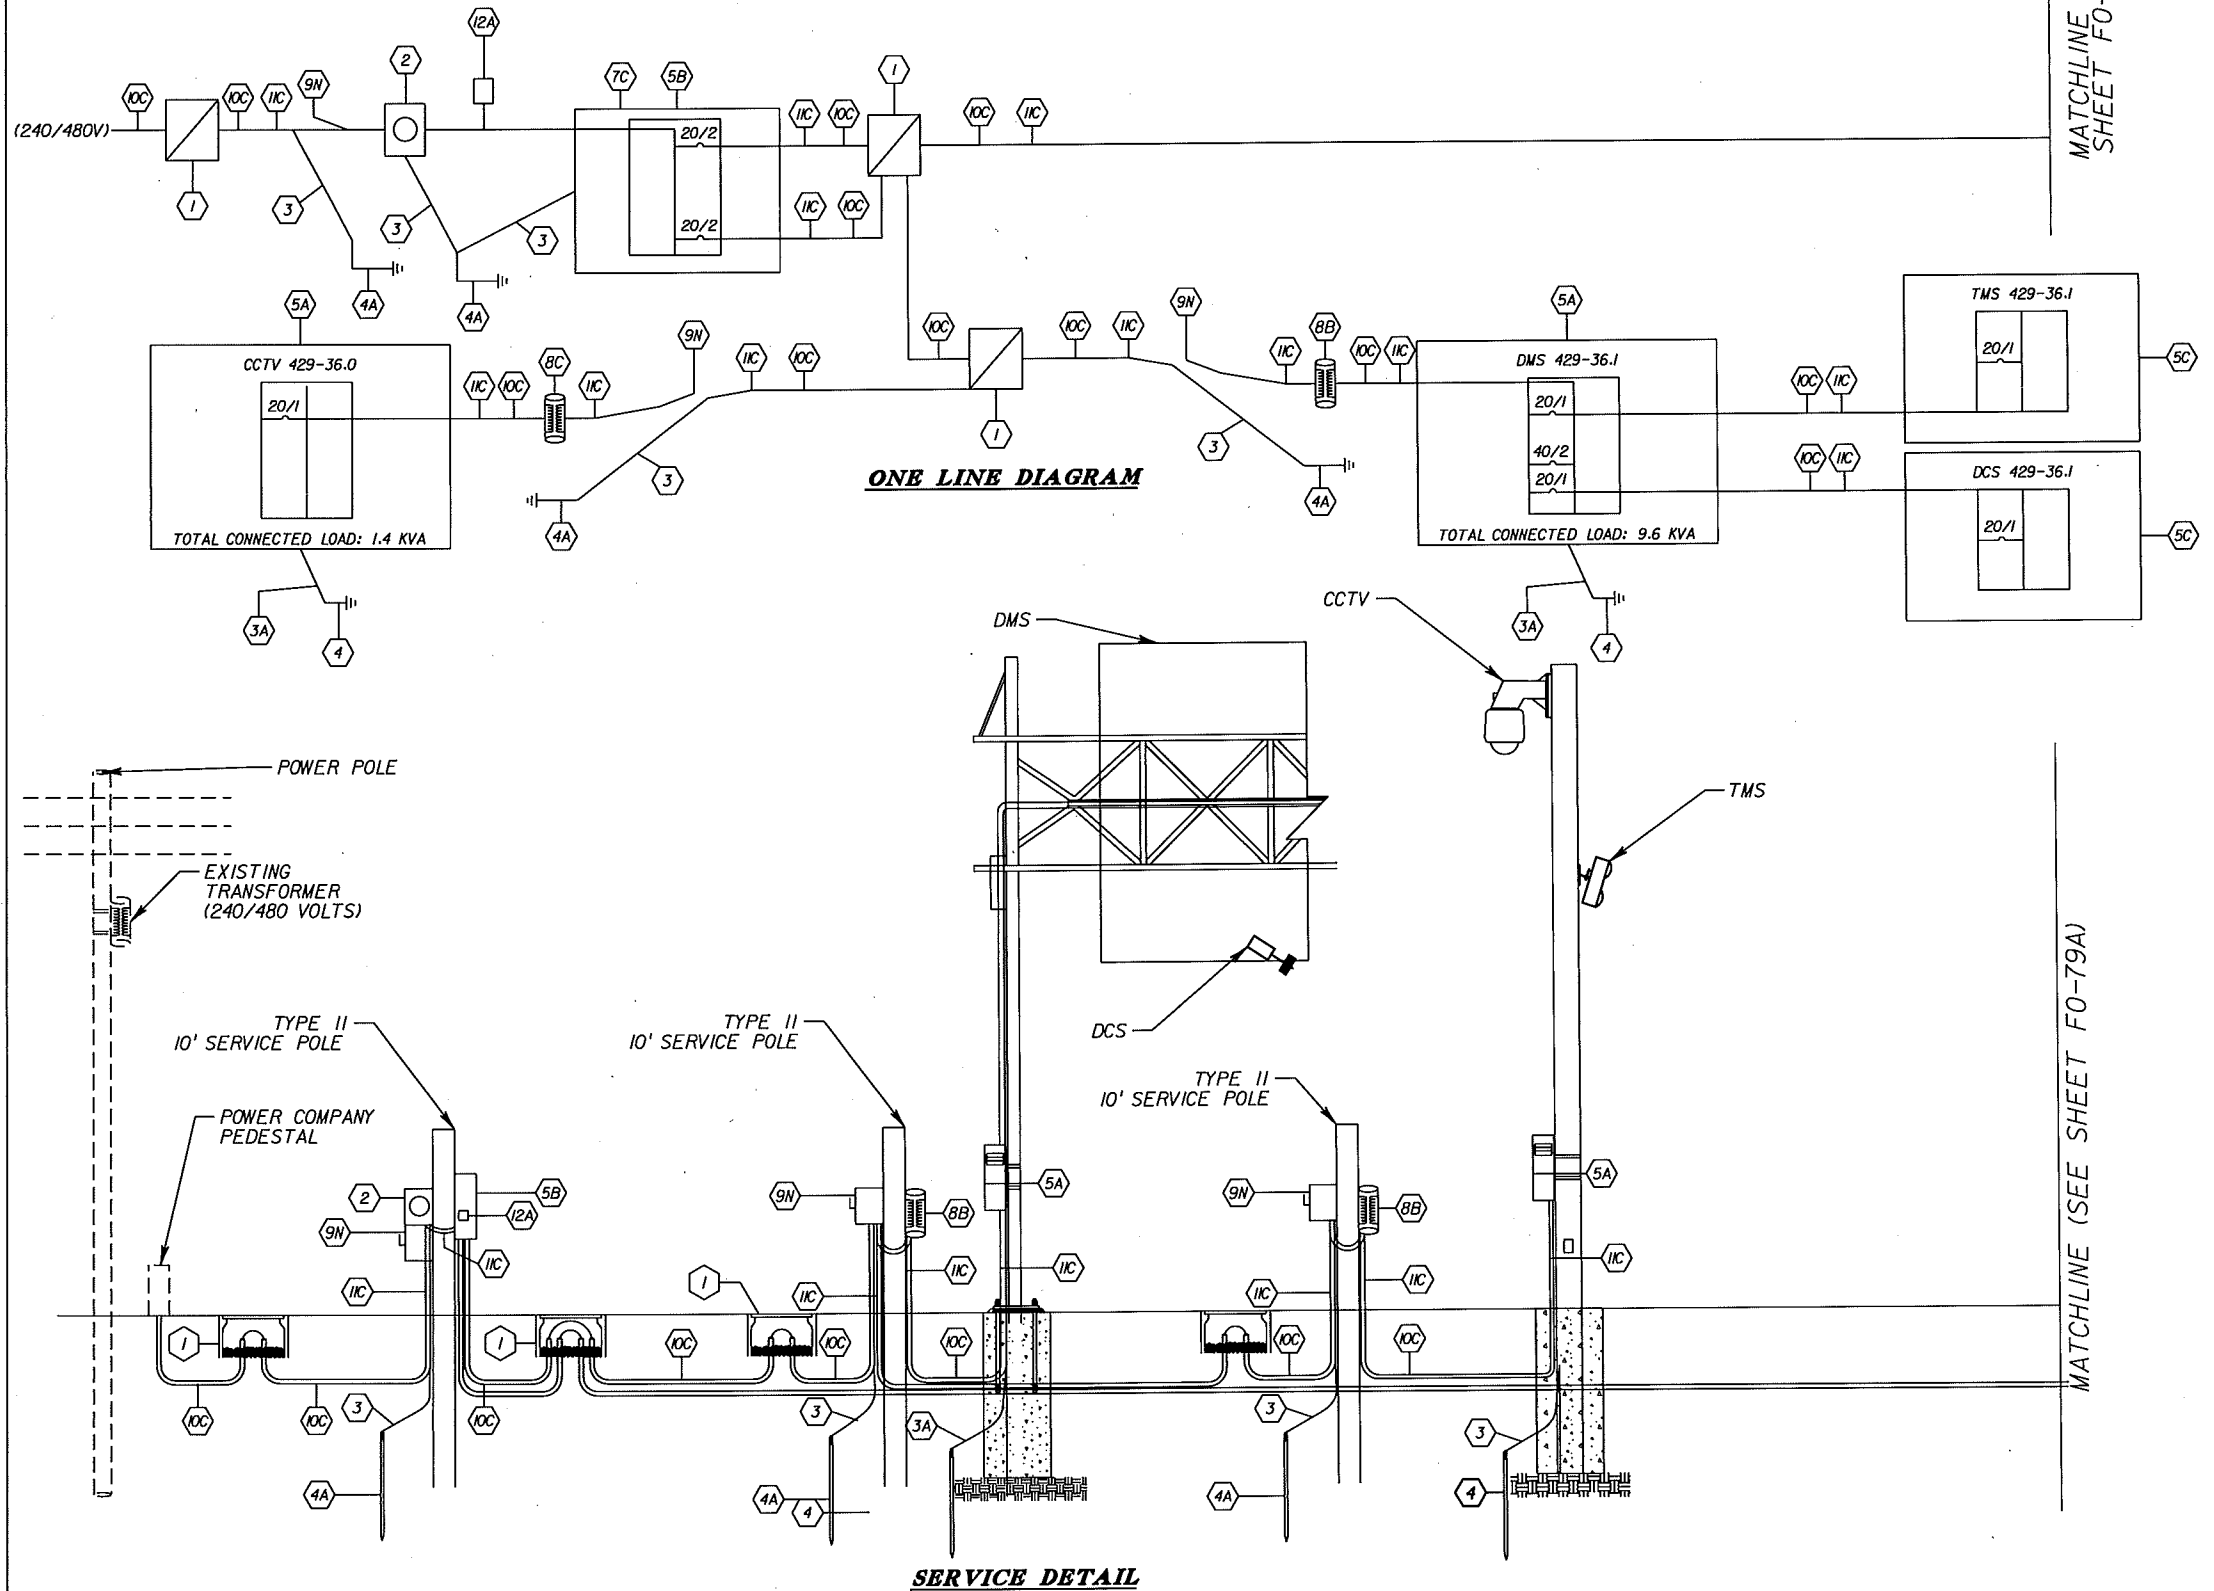 12A
MATCHLINE
SHEET FO-
2
10C
10C
11C
9N
7C
5B
1
(240/480V)
20/2
11C
10C
10C
11C
1
3
3
3
20/2
11C
10C
4A
4A
5A
CCTV 429-36.0
20/1
TOTAL CONNECTED LOAD: 1.4 KVA
3A
4
11C
10C
8C
11C
9N
11C
10C
3
4A
10C
1
10C
11C
9N
3
4A
11C
8B
10C
11C
5A
DMS 429-36.1
20/1
40/2
20/1
TOTAL CONNECTED LOAD: 9.6 KVA
3A
4
10C
11C
10C
11C
TMS 429-36.1
20/1
5C
DCS 429-36.1
20/1
5C
ONE LINE DIAGRAM
DMS
CCTV
TMS
DCS
POWER POLE
EXISTING
TRANSFORMER
(240/480 VOLTS)
TYPE II
10' SERVICE POLE
TYPE II
10' SERVICE POLE
TYPE II
10' SERVICE POLE
POWER COMPANY
PEDESTAL
2
9N
11C
5B
12A
11C
1
10C
10C
3
4A
1
10C
10C
1
9N
8B
11C
11C
10C
10C
3
4A
4
3A
5A
11C
9N
8B
11C
11C
10C
10C
3
4A
5A
11C
3
4
MATCHLINE (SEE SHEET FO-79A)
SERVICE DETAIL